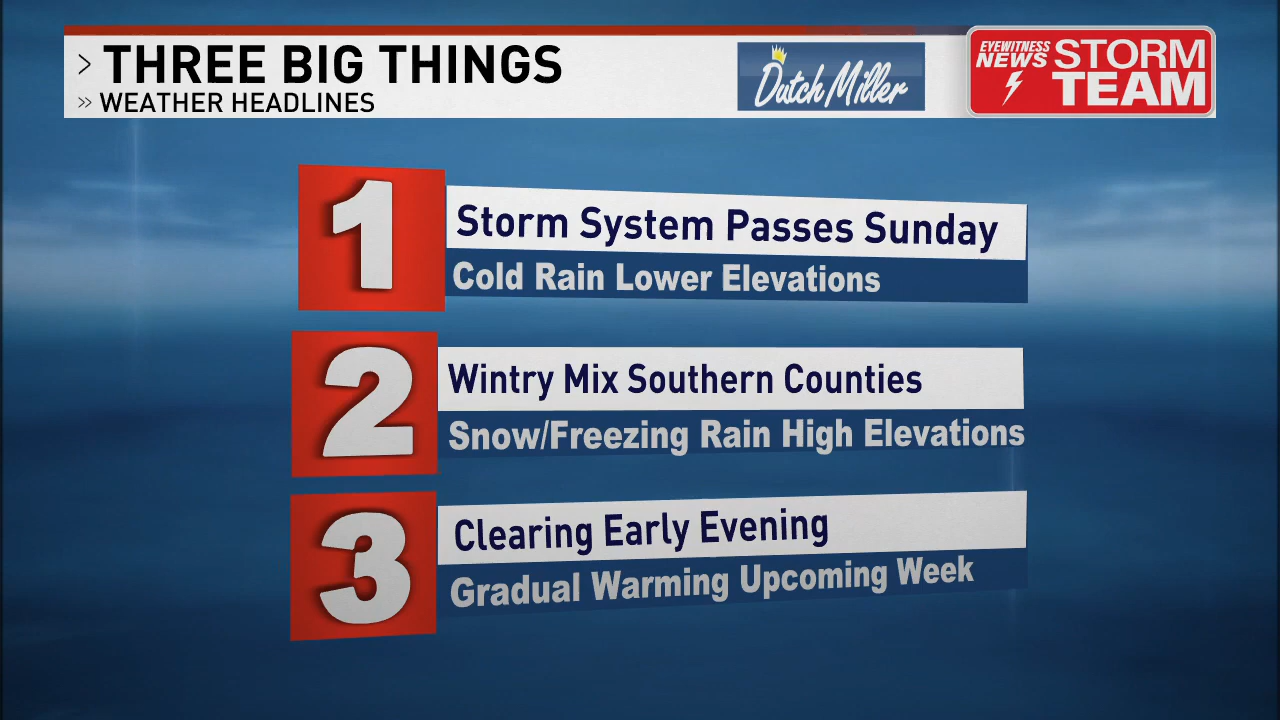 > THREE BIG THINGS
>> WEATHER HEADLINES
Dutch Miller
EYEWITNESS
NEWS
STORM
TEAM
1
Storm System Passes Sunday
Cold Rain Lower Elevations
2
Wintry Mix Southern Counties
Snow/Freezing Rain High Elevations
3
Clearing Early Evening
Gradual Warming Upcoming Week